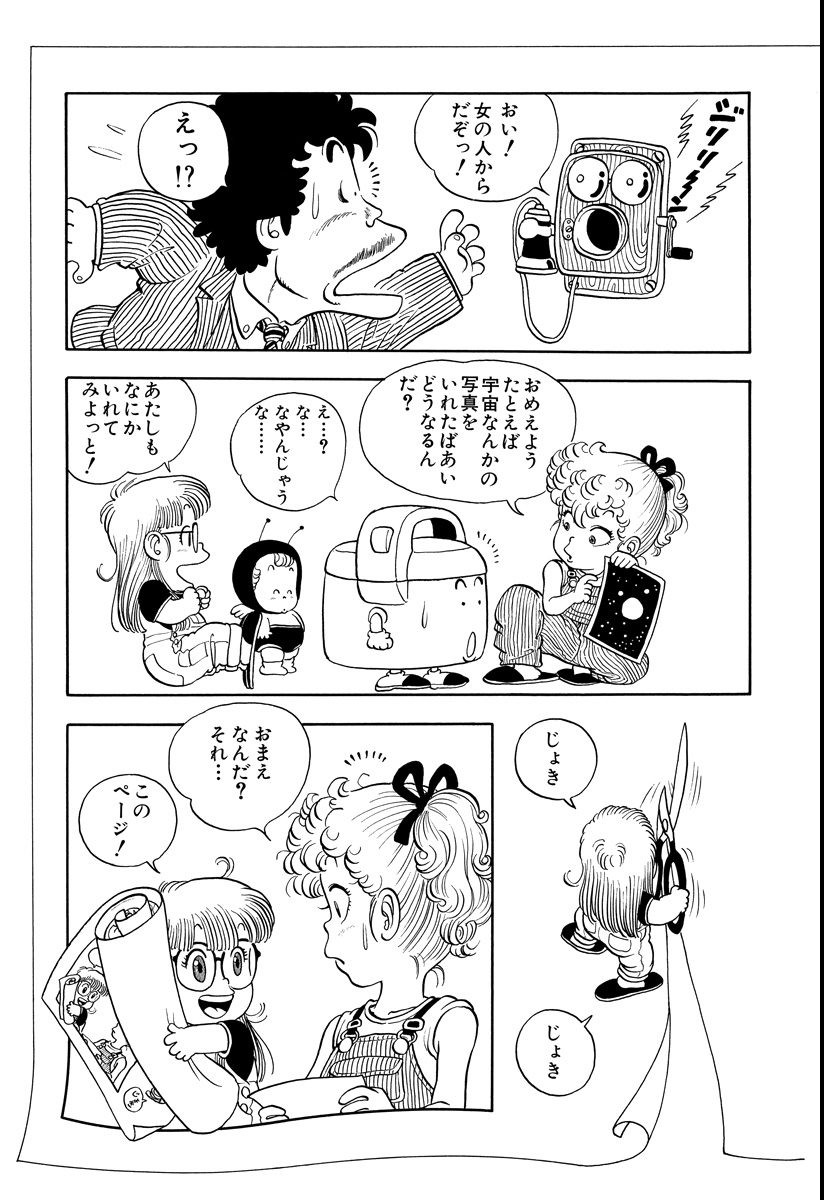 ジリリリーン
おい!
女の人から
だぞっ!
えっ!?
おめえよう
たとえば
宇宙なんかの
写真を
いれたばあい
どうなるん
だ?
え…?
な…
なやんじゃう
な……
あたしも
なにか
いれて
みよっと!
じょき
じょき
おまえ
なんだ?
それ…
この
ページ!